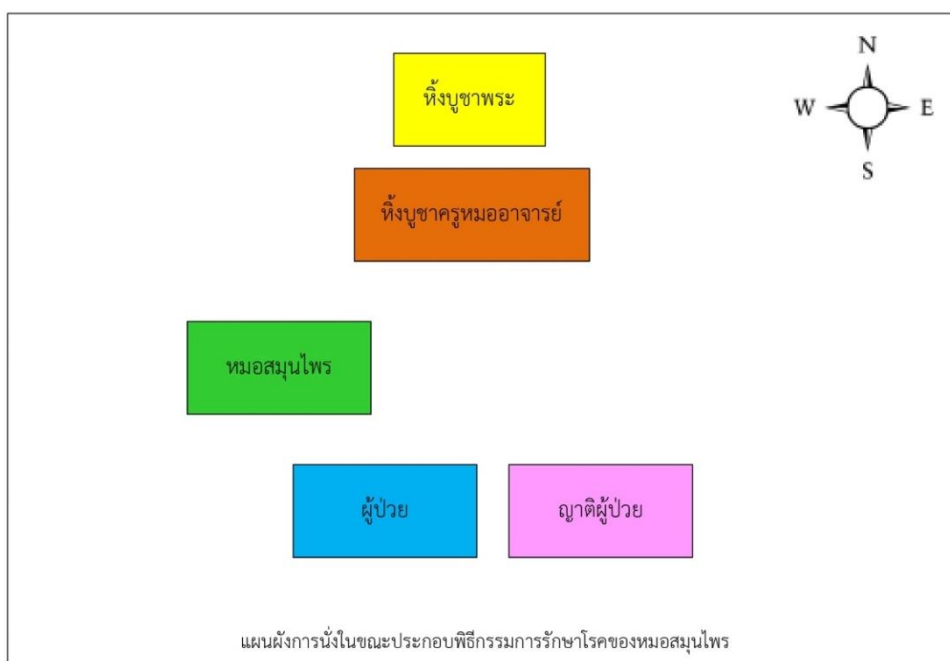 หิ้งบูชาพระ
N
W E
S
หิ้งบูชาครูหมออาจารย์
หมอสมุนไพร
ผู้ป่วย
ญาติผู้ป่วย
แผนผังการนั่งในขณะประกอบพิธีกรรมการรักษาโรคของหมอสมุนไพร